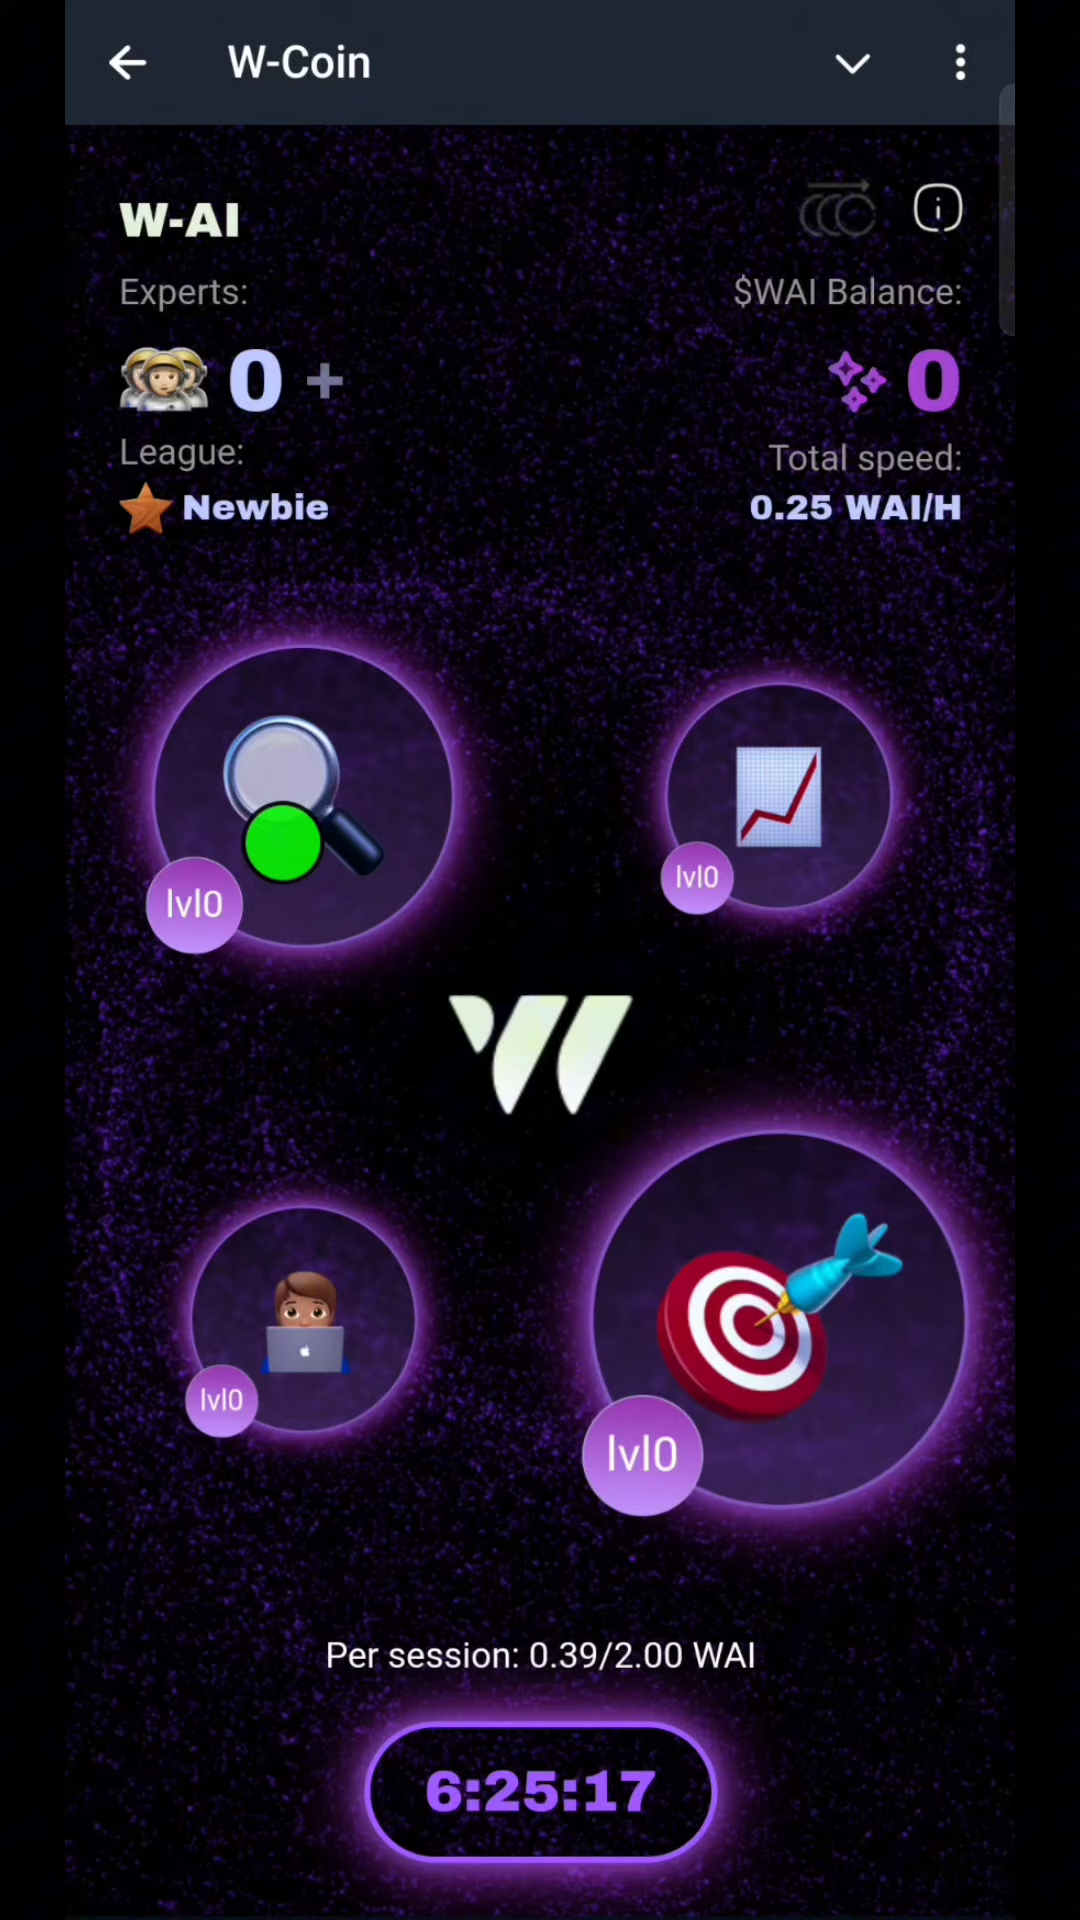 W-Coin
W-AI
Experts:
$WAI Balance:
0 +
0
League:
Total speed:
Newbie
0.25 WAI/H
lvl0
lvl0
lvl0
lvl0
Per session: 0.39/2.00 WAI
6:25:17